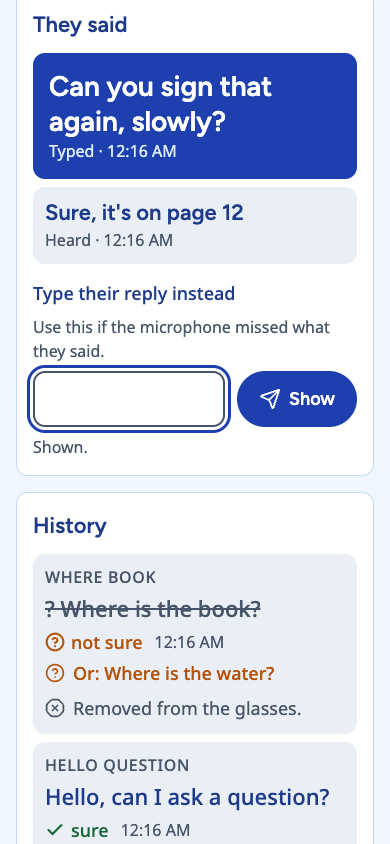 They said
Can you sign that
again, slowly?
Typed · 12:16 AM
Sure, it's on page 12
Heard · 12:16 AM
Type their reply instead
Use this if the microphone missed what
they said.
Show
Shown.
History
WHERE BOOK
? Where is the book?
not sure 12:16 AM
Or: Where is the water?
Removed from the glasses.
HELLO QUESTION
Hello, can I ask a question?
sure 12:16 AM